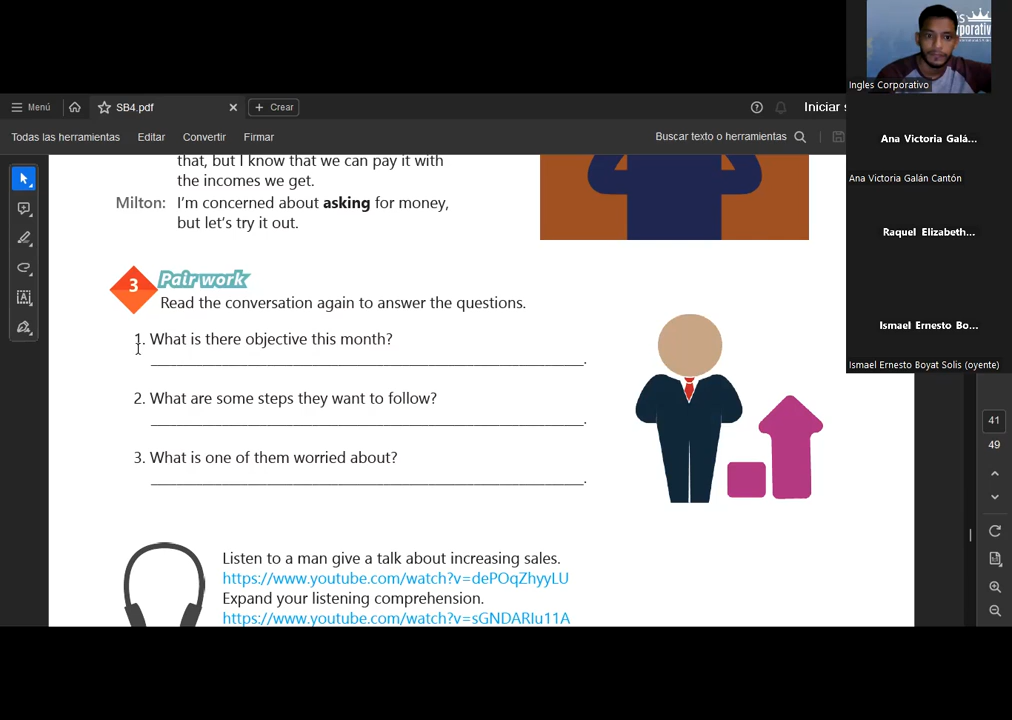 Ingles Corporativo
Menú
SB4.pdf
Crear
Iniciar s
Todas las herramientas
Editar
Convertir
Firmar
Buscar texto o herramientas
Ana Victoria Galá...
Ana Victoria Galán Cantón
Raquel Elizabeth...
Ismael Ernesto Bo...
Ismael Ernesto Boyat Solis (oyente)
that, but I know that we can pay it with
the incomes we get.
Milton: I'm concerned about asking for money,
but let's try it out.
3 Pair work
Read the conversation again to answer the questions.
1. What is there objective this month?
2. What are some steps they want to follow?
3. What is one of them worried about?
Listen to a man give a talk about increasing sales.
https://www.youtube.com/watch?v=dePOqZhyyLU
Expand your listening comprehension.
https://www.youtube.com/watch?v=sGNDARIu11A
41
49